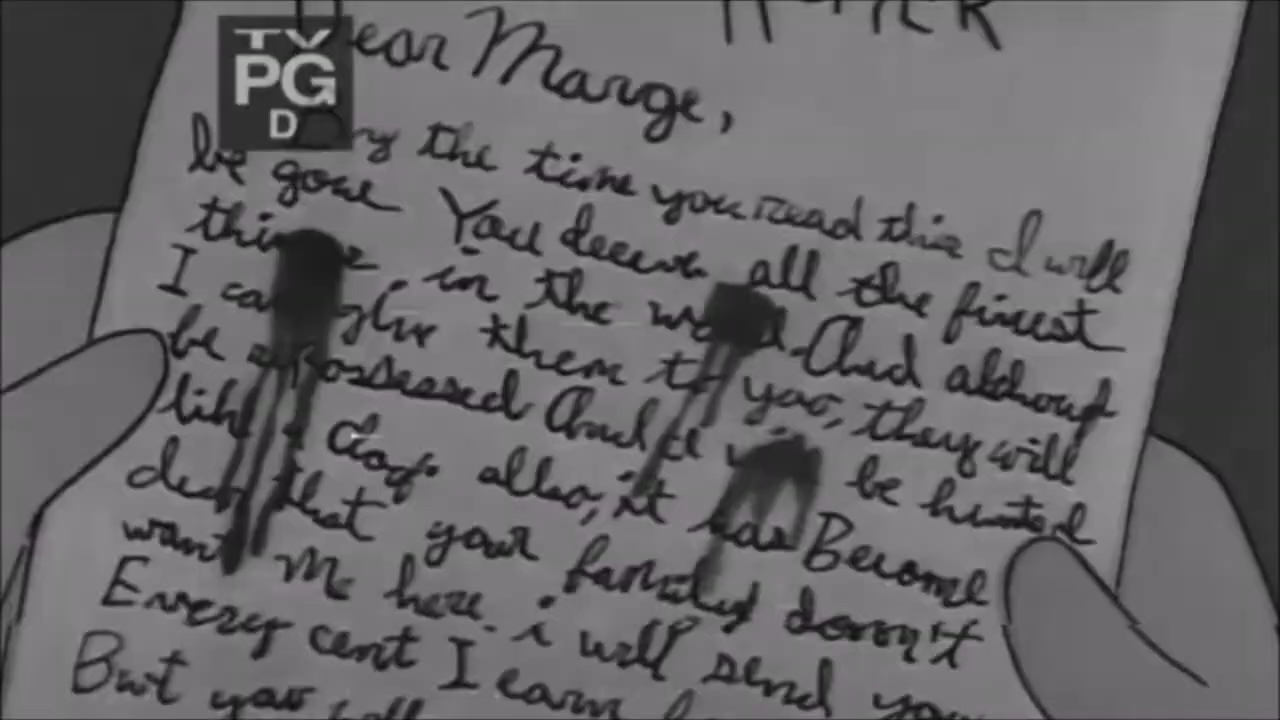 HOMER
TV
PG
D
Dear Marge,
By the time you read this I will
be gone You deserve all the finest
things in the world And althoug
I can give them to you, they will
be repossessed And I will be hunted
like a dog also, it has Become
clear that your family doesn't
want Me here. i will send you
Every cent I earn
But you